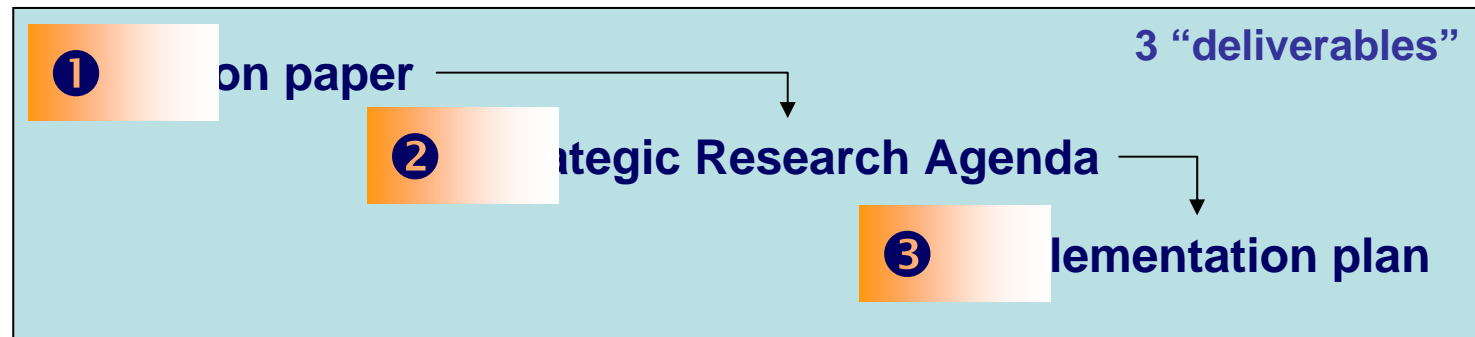 3 “deliverables”
❶ on paper
❷ ategic Research Agenda
❸ lementation plan